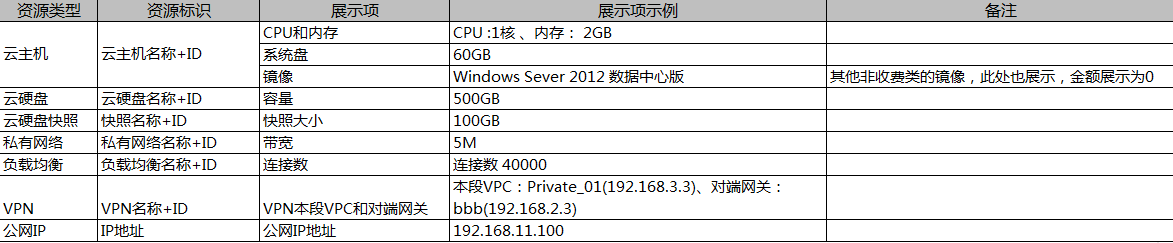 资源类型 资源标识 展示项 展示项示例 备注
云主机 云主机名称+ID CPU和内存 CPU :1核 、内存： 2GB
系统盘 60GB
镜像 Windows Sever 2012 数据中心版 其他非收费类的镜像，此处也展示，金额展示为0
云硬盘 云硬盘名称+ID 容量 500GB
云硬盘快照 快照名称+ID 快照大小 100GB
私有网络 私有网络名称+ID 带宽 5M
负载均衡 负载均衡名称+ID 连接数 连接数 40000
VPN VPN名称+ID VPN本段VPC和对端网关 本段VPC：Private_01(192.168.3.3)、对端网关：
bbb(192.168.2.3)
公网IP IP地址 公网IP地址 192.168.11.100